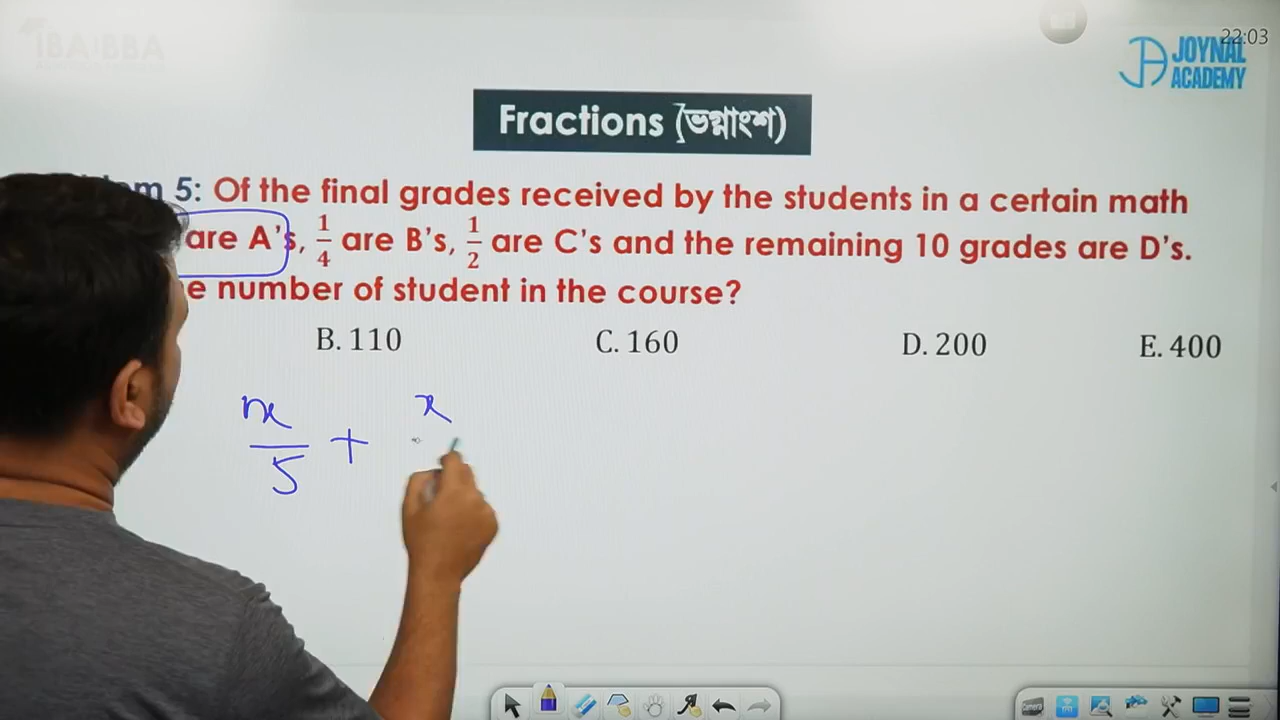 IBA|BBA
22:03
JOYNAL
ACADEMY
Fractions (ভগ্নাংশ)
5: Of the final grades received by the students in a certain math
are A's, 1/4 are B's, 1/2 are C's and the remaining 10 grades are D's.
number of student in the course?
B. 110 C. 160 D. 200 E. 400
x/5 + x